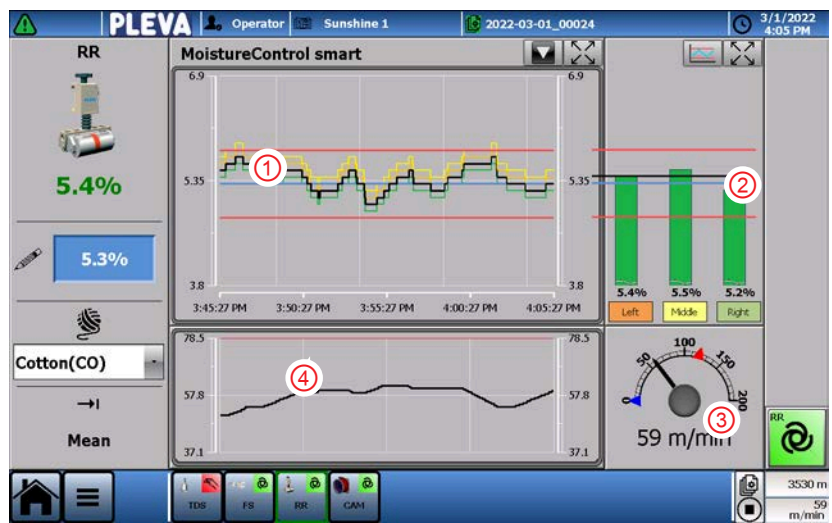 PLEVA Operator Sunshine 1 2022-03-01_00024 3/1/2022
4:05 PM
RR
5.4%
5.3%
Cotton(CO)
Mean
MoistureControl smart
6.9 6.9
1
5.35 5.35
3.8 3.8
3:45:27 PM 3:50:27 PM 3:55:27 PM 4:00:27 PM 4:05:27 PM
2
5.4% 5.5% 5.2%
Left Middle Right
78.5 78.5
4
57.8 57.8
37.1 37.1
0 50 100 150 200
3
59 m/min
RR
TDS FS RR CAM
3530 m
59
m/min